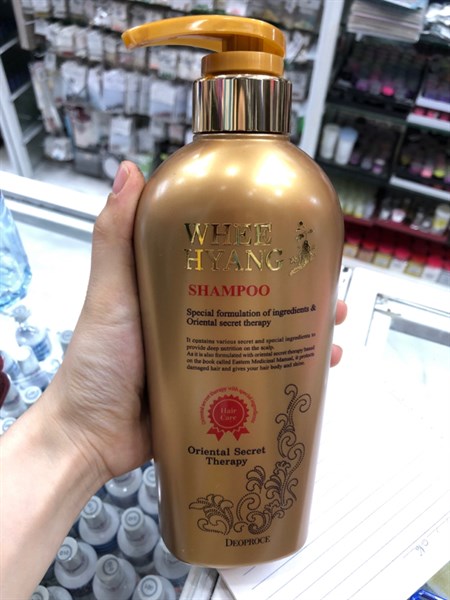 WHEE
HYANG
SHAMPOO
Special formulation of ingredients &
Oriental secret therapy
It contains various secret and special ingredients to
provide deep nutrition on the scalp.
As it is also formulated with oriental secret therapy based
on the book called Eastern Medicinal Manual, it protects
damaged hair and gives your hair body and shine.
Hair
Care
Oriental Secret
Therapy
DEOPROCE